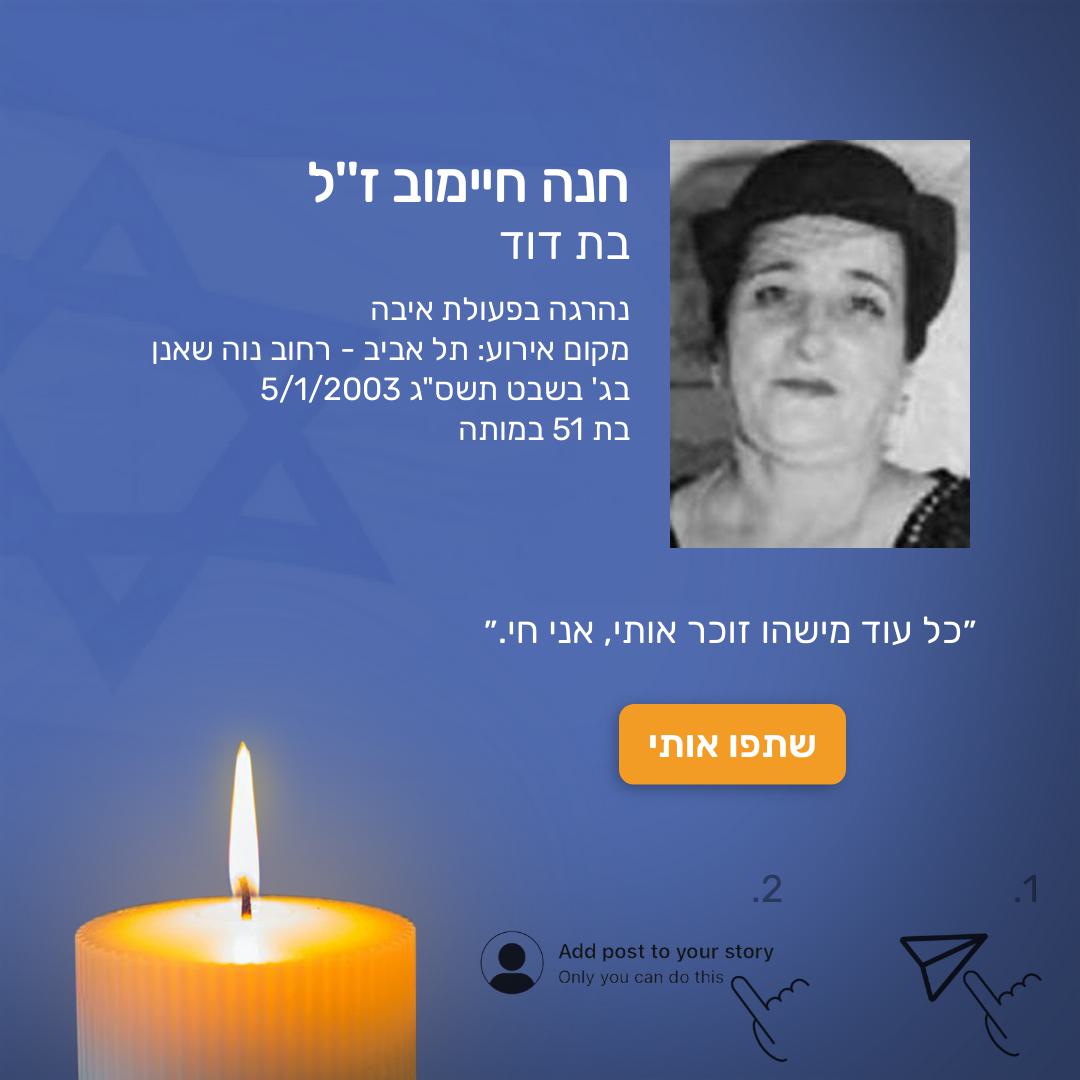 חנה חיימוב ז"ל
בת דוד
נהרגה בפעולת איבה
מקום אירוע: תל אביב - רחוב נוה שאנן
בג' בשבט תשס"ג 5/1/2003
בת 51 במותה
״כל עוד מישהו זוכר אותי, אני חי.״
שתפו אותי
.1
.2
Add post to your story
Only you can do this